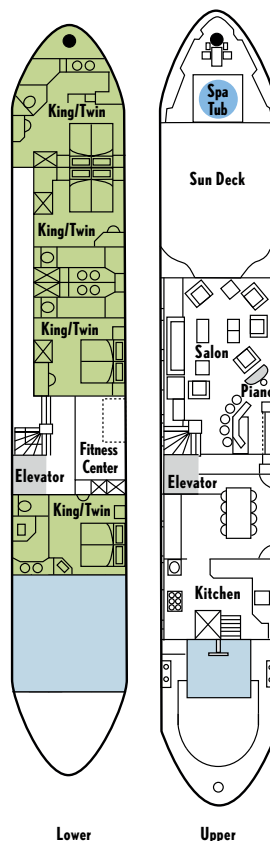 King/Twin
King/Twin
King/Twin
Fitness
Center
Elevator
King/Twin
Lower
Spa
Tub
Sun Deck
Salon
Piano
Elevator
Kitchen
Upper